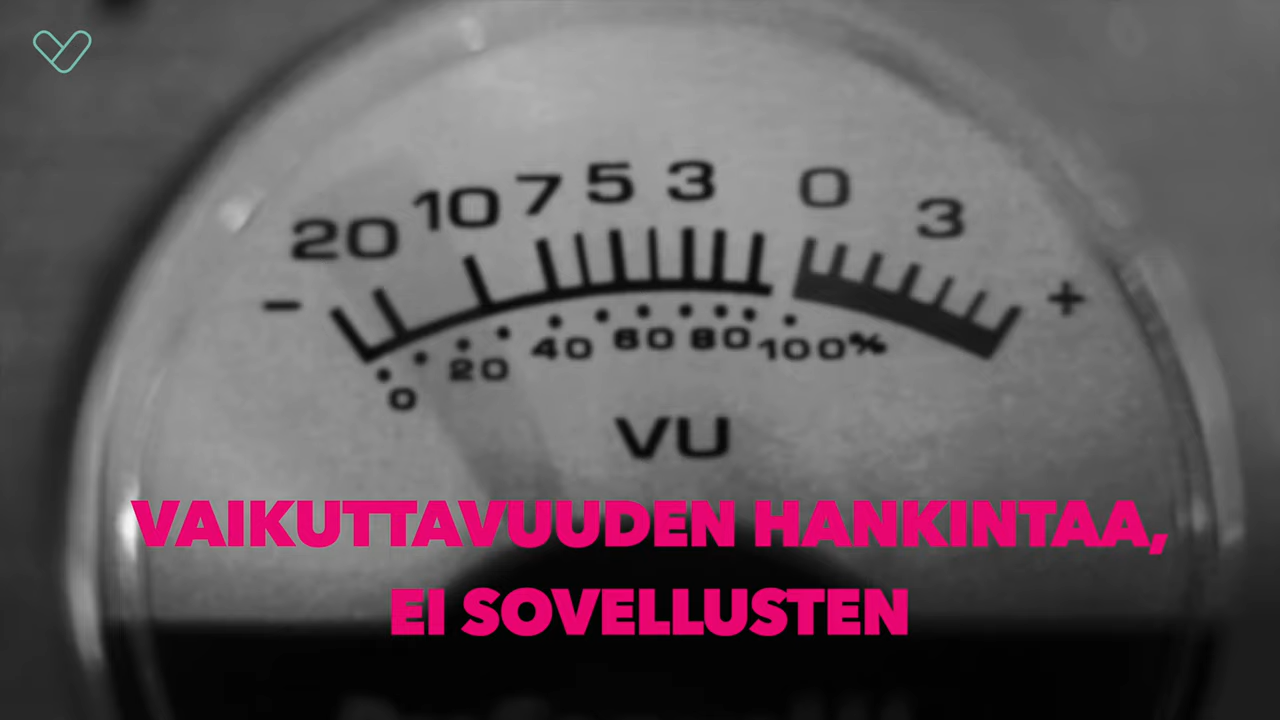 20 10 7 5 3 0 3
- +
0 20 40 60 80 100%
VU
VAIKUTTAVUUDEN HANKINTAA,
EI SOVELLUSTEN